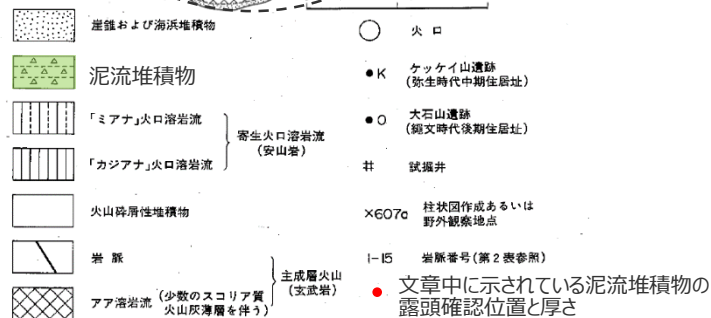 崖錐および海浜堆積物
泥流堆積物
「ミアナ」火口溶岩流
「カジアナ」火口溶岩流
寄生火口溶岩流
(安山岩)
火山砕屑性堆積物
岩脈
アア溶岩流(少数のスコリア質
火山灰薄層を伴う)
主成層火山
(玄武岩)
火口
●K ケッケイ山遺跡
(弥生時代中期住居址)
●O 大石山遺跡
(縄文時代後期住居址)
井 試掘井
×607a 柱状図作成あるいは
野外観察地点
I-15 岩脈番号(第2表参照)
● 文章中に示されている泥流堆積物の
露頭確認位置と厚さ